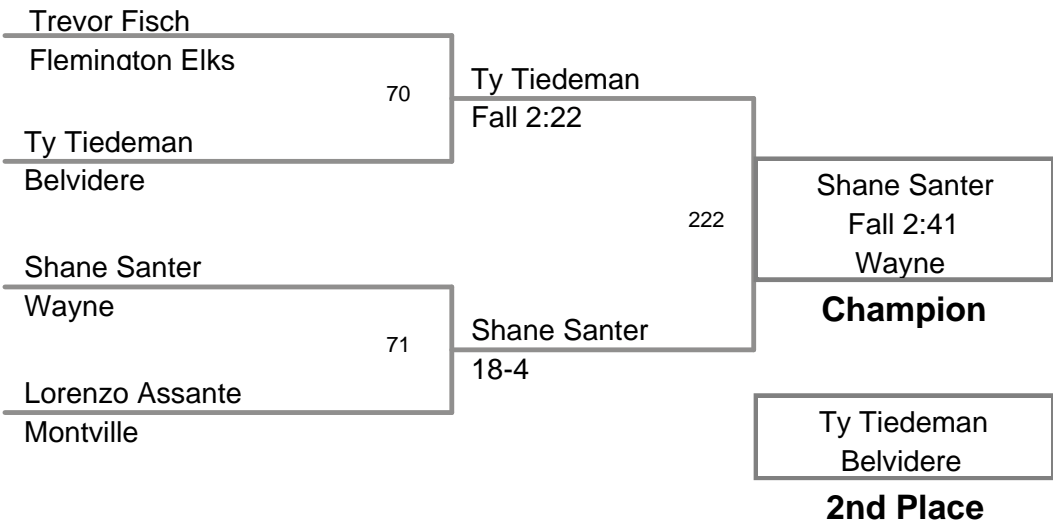 Trevor Fisch
Flemington Elks
70
Ty Tiedeman
Fall 2:22
Ty Tiedeman
Belvidere
Shane Santer
Fall 2:41
Wayne
Champion
222
Shane Santer
Wayne
71
Shane Santer
18-4
Lorenzo Assante
Montville
Ty Tiedeman
Belvidere
2nd Place